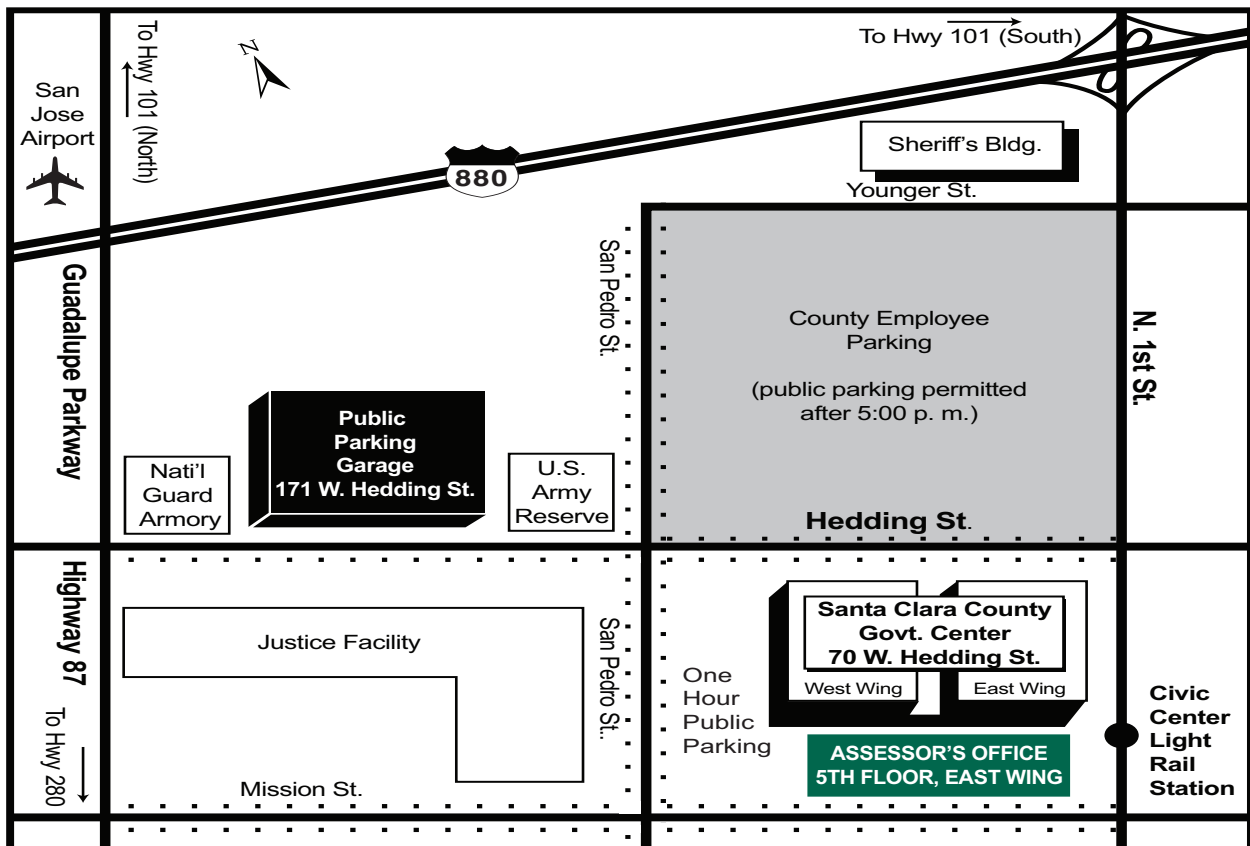 To Hwy 101 (South)
N
To Hwy 101 (North)
San
Jose
Airport
880
Sheriff's Bldg.
Younger St.
San Pedro St.
Guadalupe Parkway
County Employee
Parking
(public parking permitted
after 5:00 p. m.)
N. 1st St.
Public
Parking
Garage
171 W. Hedding St.
Nati'l
Guard
Armory
U.S.
Army
Reserve
Hedding St.
Highway 87
To Hwy 280
Justice Facility
San Pedro St..
Mission St.
One
Hour
Public
Parking
Santa Clara County
Govt. Center
70 W. Hedding St.
West Wing
East Wing
ASSESSOR'S OFFICE
5TH FLOOR, EAST WING
Civic
Center
Light
Rail
Station